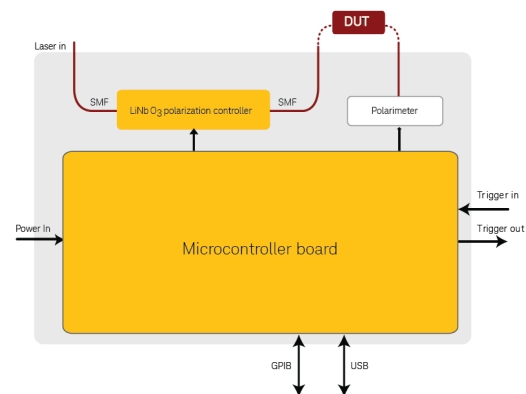 DUT
Laser in
SMF
LiNbO3 polarization controller
SMF
Polarimeter
Trigger in
Power In
Trigger out
Microcontroller board
GPIB
USB